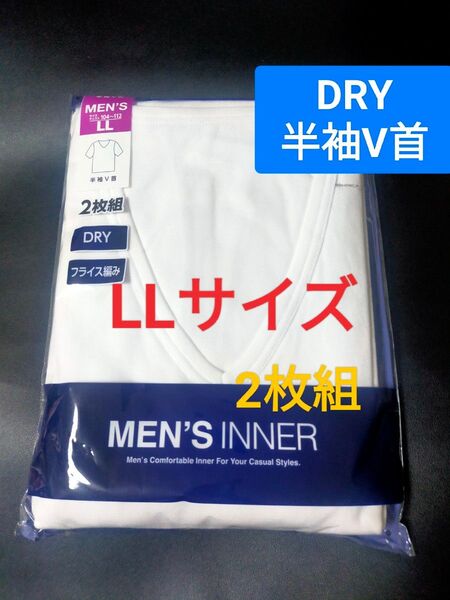 DRY
半袖V首
MEN'S
104~112
LL
半袖V首
2枚組
DRY
フライス編み
LLサイズ
2枚組
MEN'S INNER
Men's Comfortable Inner For Your Casual Styles.